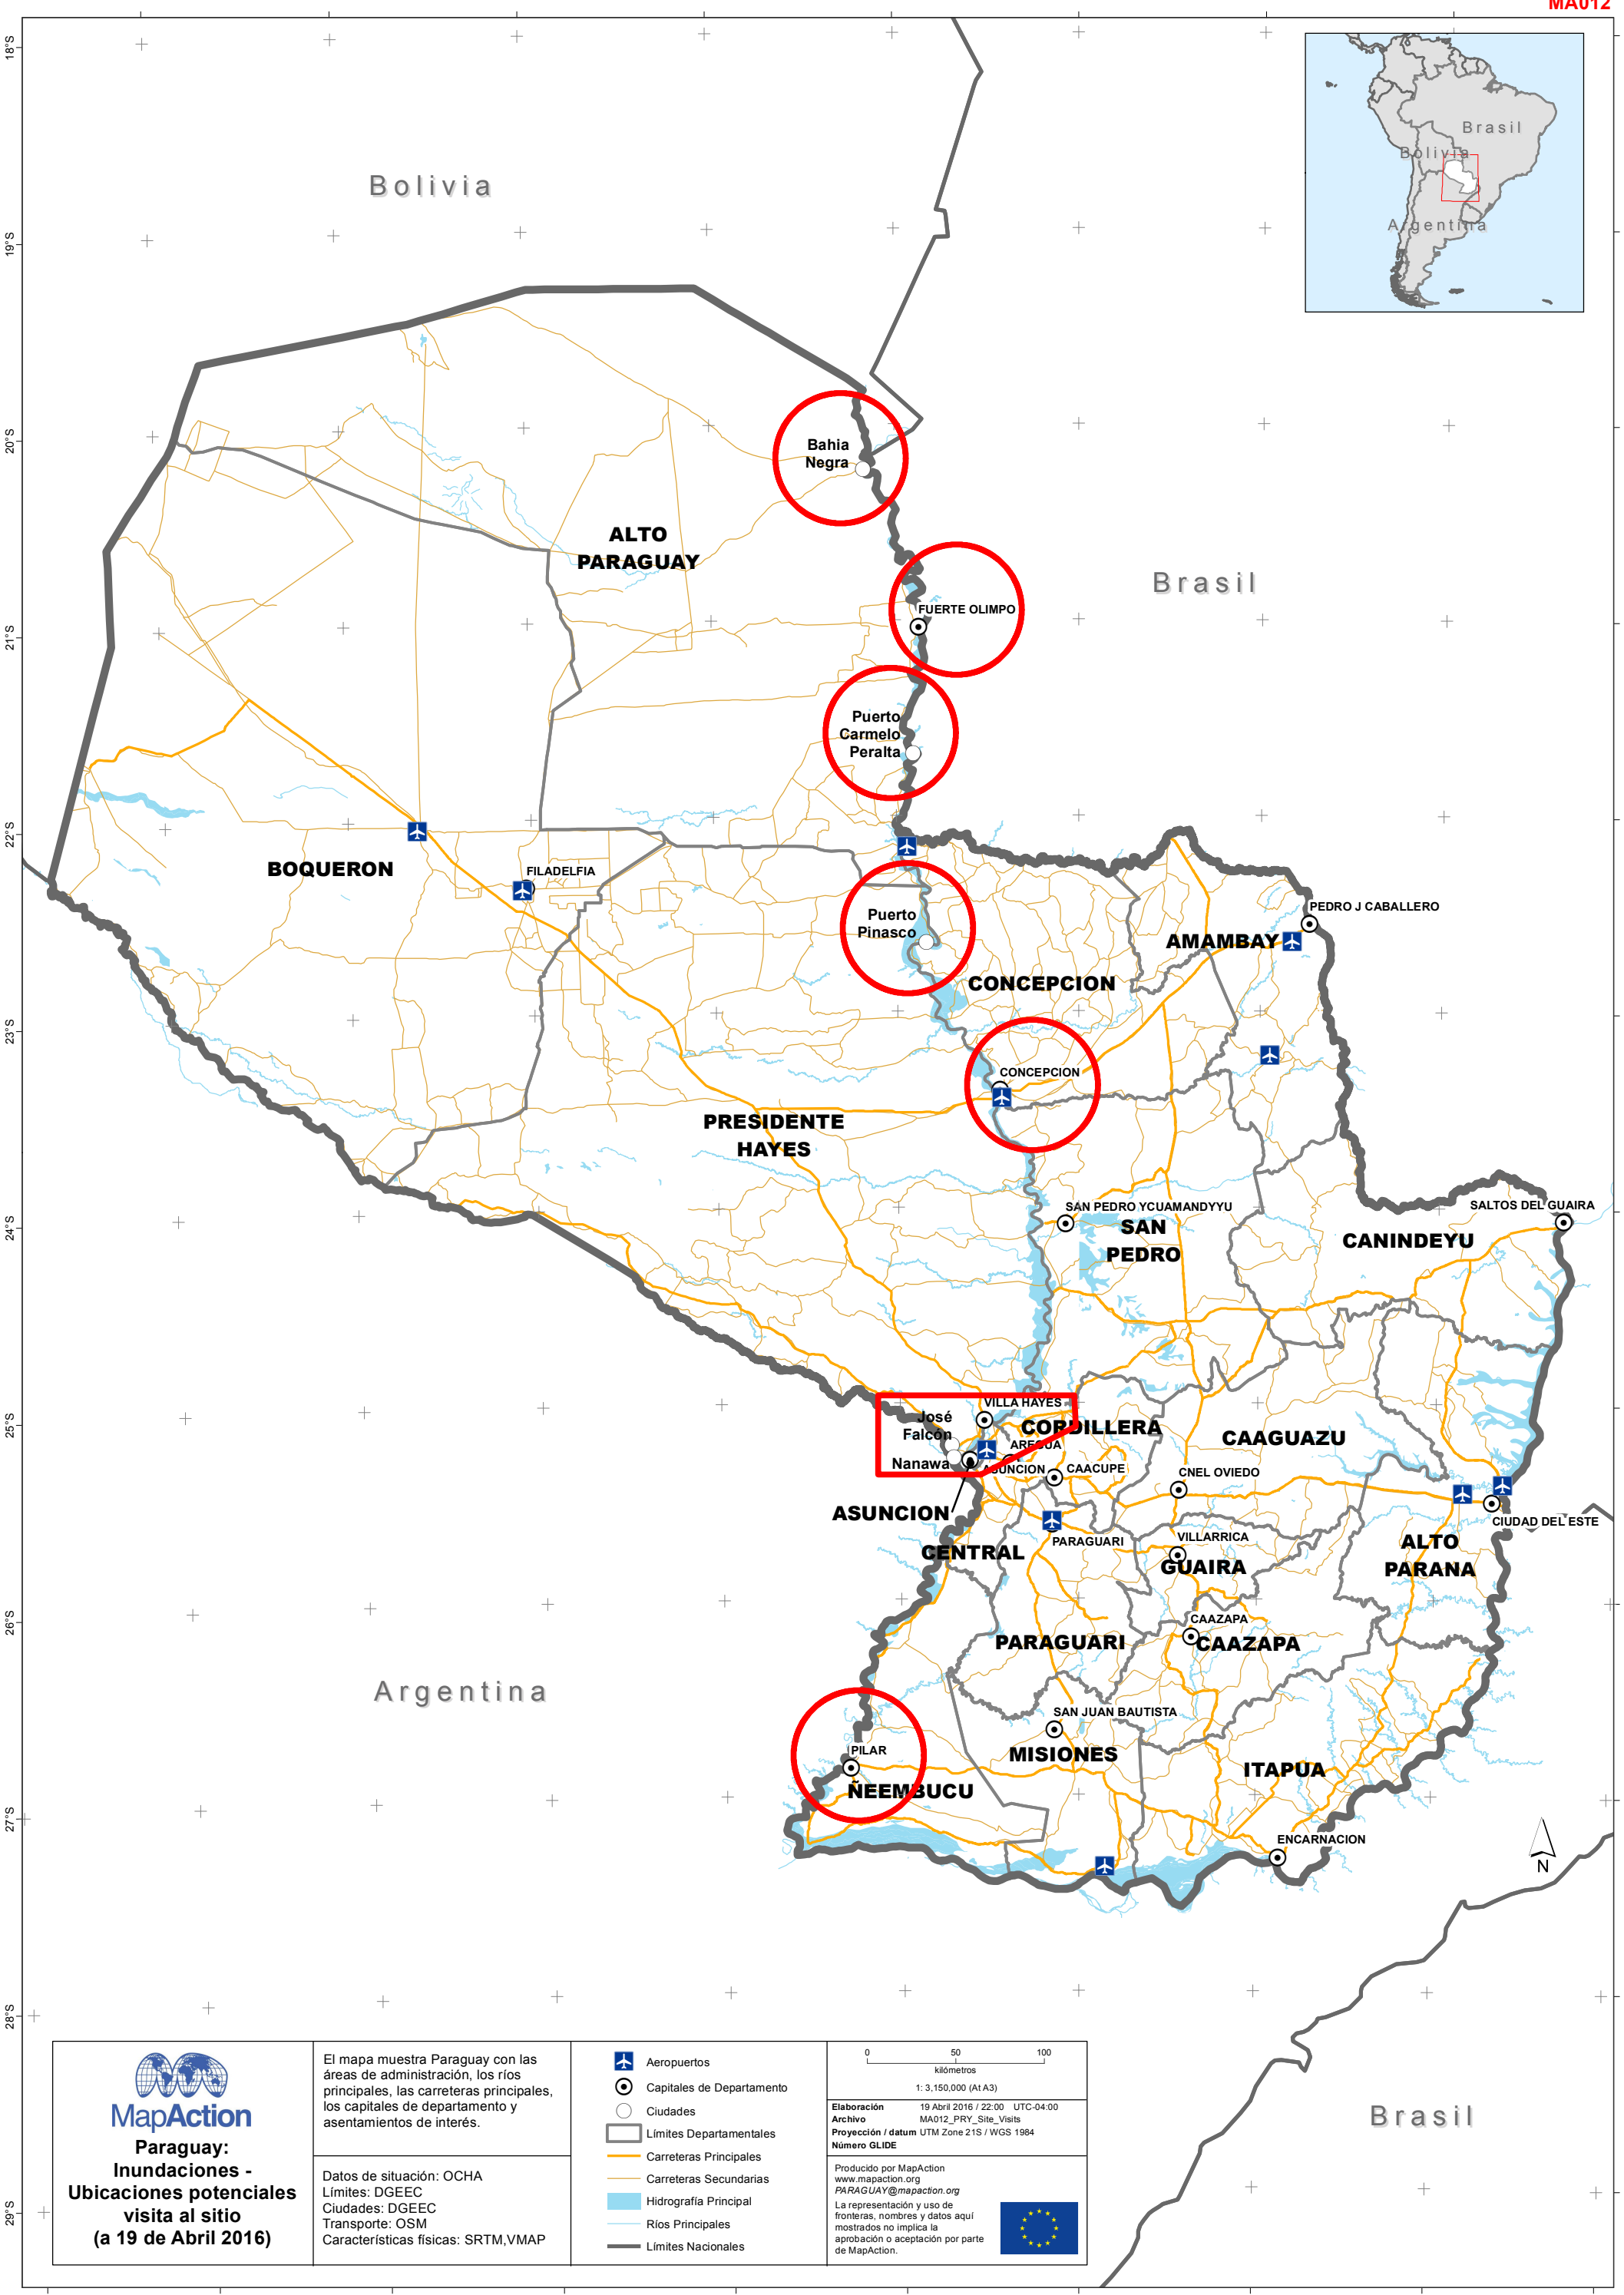 MA012
18°S
19°S
20°S
21°S
22°S
23°S
24°S
25°S
26°S
27°S
28°S
29°S
Brasil
Bolivia
Argentina
Bolivia
Brasil
Argentina
Brasil
Bahia
Negra
ALTO
PARAGUAY
FUERTE OLIMPO
Puerto
Carmelo
Peralta
BOQUERON
FILADELFIA
Puerto
Pinasco
PEDRO J CABALLERO
AMAMBAY
CONCEPCION
CONCEPCION
PRESIDENTE
HAYES
SAN PEDRO YCUAMANDYYU
SAN
PEDRO
SALTOS DEL GUAIRA
CANINDEYU
VILLA HAYES
José
Falcón
Nanawa
CORDILLERA
AREGUA
ASUNCION
CAACUPE
CAAGUAZU
CNEL OVIEDO
ASUNCION
CIUDAD DEL ESTE
CENTRAL
PARAGUARI
VILLARRICA
GUAIRA
ALTO
PARANA
CAAZAPA
CAAZAPA
PARAGUARI
SAN JUAN BAUTISTA
MISIONES
PILAR
ÑEEMBUCU
ITAPUA
ENCARNACION
N
MapAction
Paraguay:
Inundaciones -
Ubicaciones potenciales
visita al sitio
(a 19 de Abril 2016)
El mapa muestra Paraguay con las
áreas de administración, los ríos
principales, las carreteras principales,
los capitales de departamento y
asentamientos de interés.
Datos de situación: OCHA
Límites: DGEEC
Ciudades: DGEEC
Transporte: OSM
Características físicas: SRTM,VMAP
Aeropuertos
Capitales de Departamento
Ciudades
Límites Departamentales
Carreteras Principales
Carreteras Secundarias
Hidrografía Principal
Ríos Principales
Límites Nacionales
0 50 100
kilómetros
1: 3,150,000 (At A3)
Elaboración 19 Abril 2016 / 22:00 UTC-04:00
Archivo MA012_PRY_Site_Visits
Proyección / datum UTM Zone 21S / WGS 1984
Número GLIDE
Producido por MapAction
www.mapaction.org
PARAGUAY@mapaction.org
La representación y uso de
fronteras, nombres y datos aquí
mostrados no implica la
aprobación o aceptación por parte
de MapAction.